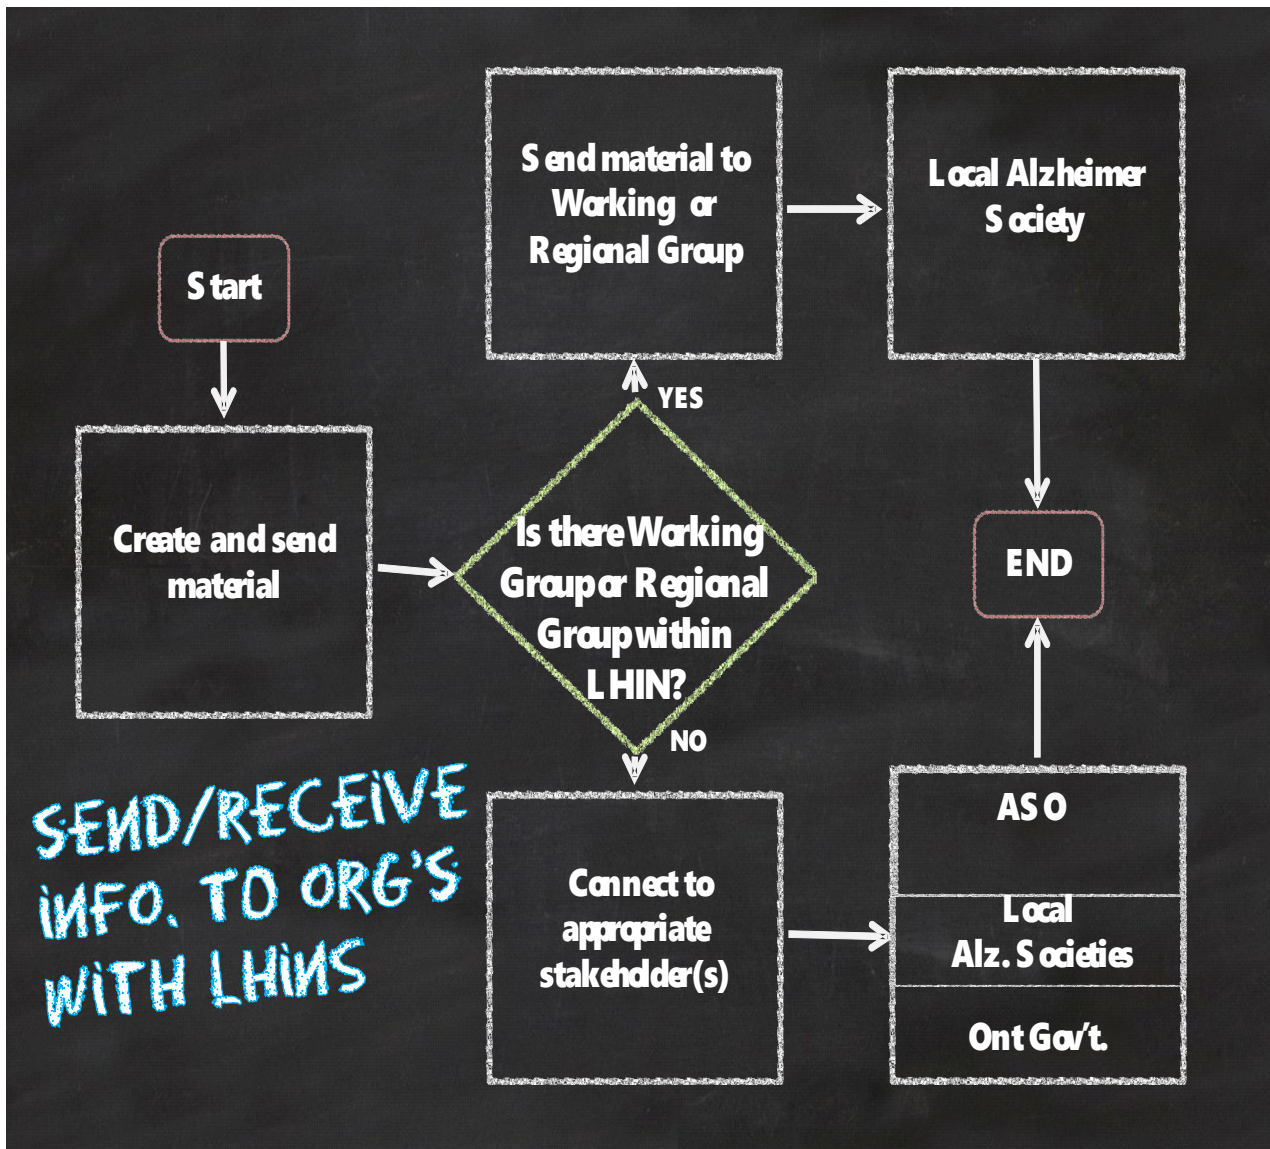 Start
Create and send
material
Is there Working
Group or Regional
Group within
LHIN?
YES
Send material to
Working or
Regional Group
Local Alzheimer
Society
END
NO
Connect to
appropriate
stakeholder(s)
ASO
Local
Alz. Societies
Ont Gov't.
SEND/RECEIVE
INFO. TO ORG'S
WITH LHINS